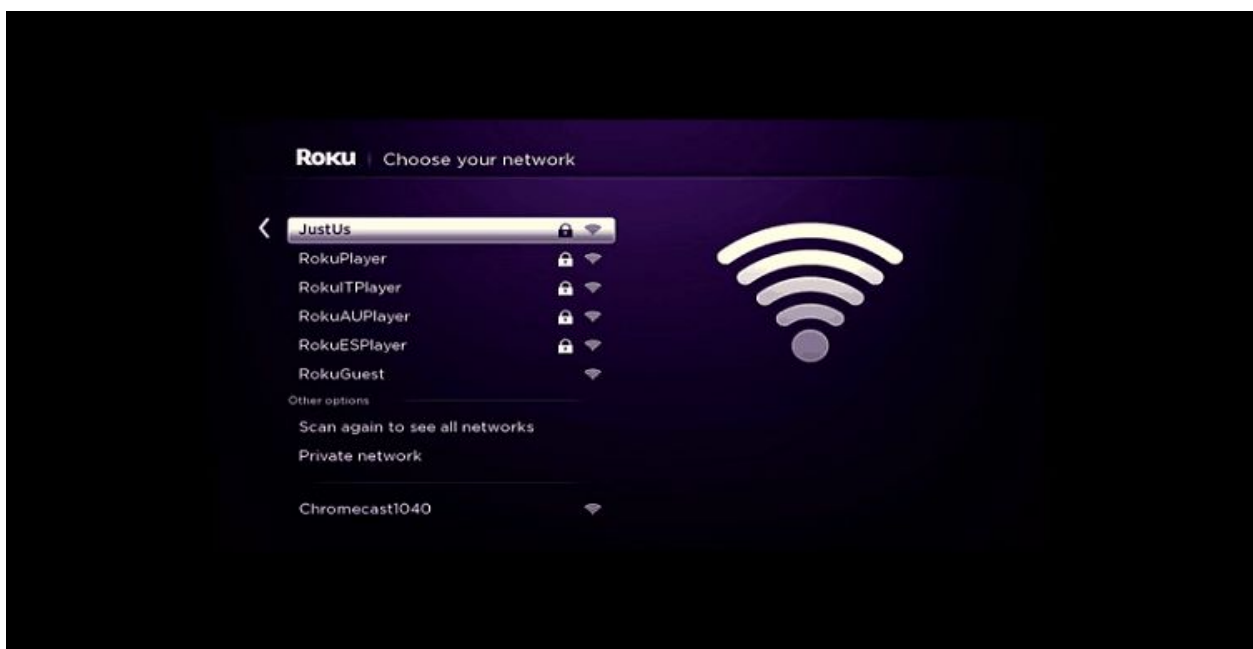 ROKU Choose your network
JustUs
RokuPlayer
RokuITPlayer
RokuAUPlayer
RokuESPlayer
RokuGuest
Other options
Scan again to see all networks
Private network
Chromecast1040